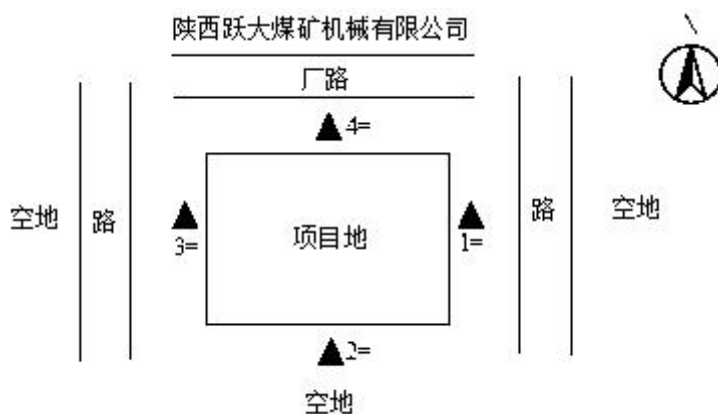 陕西跃大煤矿机械有限公司
厂路
4=
空地
路
3=
项目地
1=
路
空地
2=
空地